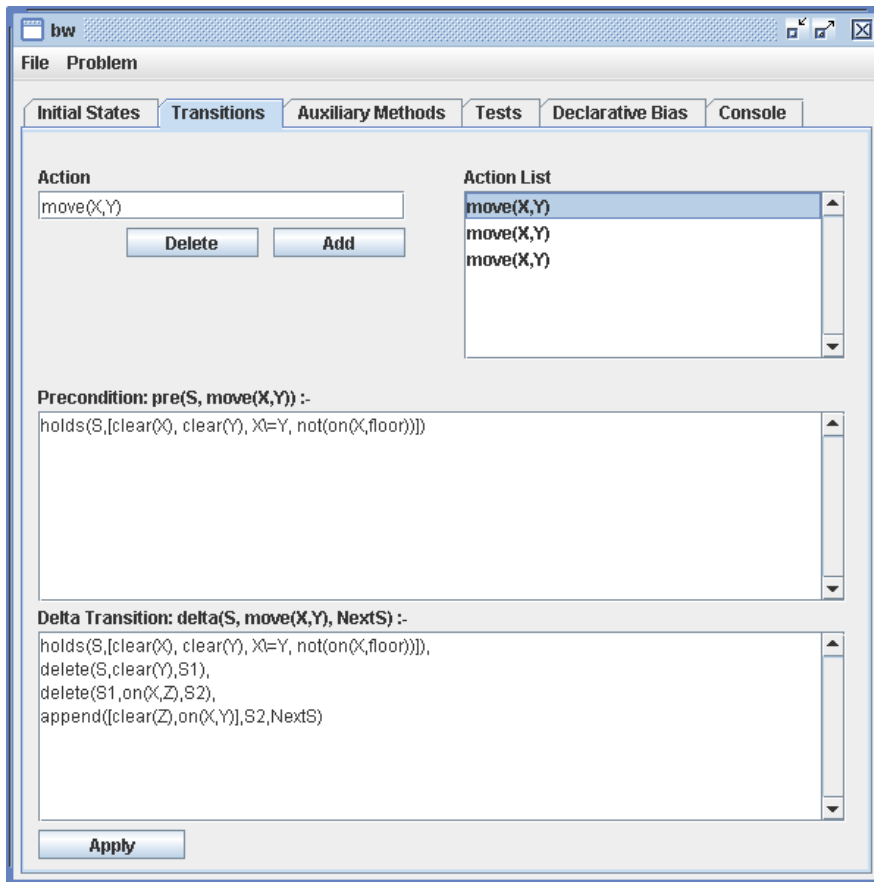 bw
File Problem
Initial States Transitions Auxiliary Methods Tests Declarative Bias Console
Action
move(X,Y)
Delete Add
Action List
move(X,Y)
move(X,Y)
move(X,Y)
Precondition: pre(S, move(X,Y)) :-
holds(S,[clear(X), clear(Y), X\=Y, not(on(X,floor))])
Delta Transition: delta(S, move(X,Y), NextS) :-
holds(S,[clear(X), clear(Y), X\=Y, not(on(X,floor))]),
delete(S,clear(Y),S1),
delete(S1,on(X,Z),S2),
append([clear(Z),on(X,Y)],S2,NextS)
Apply